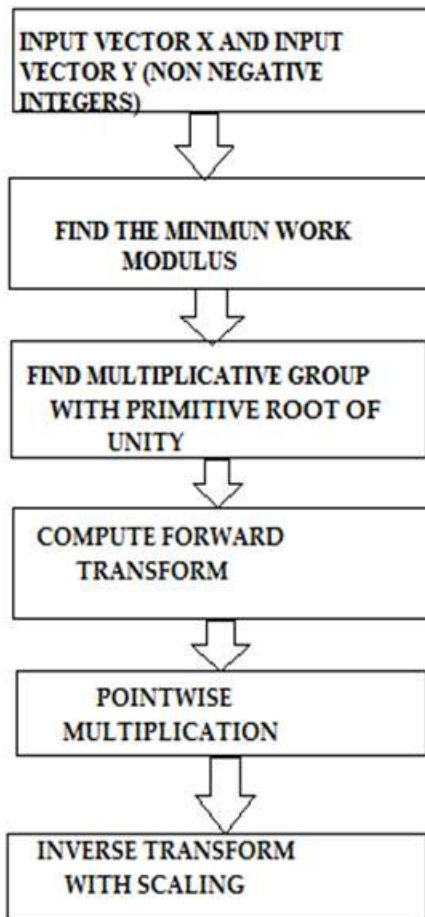 INPUT VECTOR X AND INPUT
VECTOR Y (NON NEGATIVE
INTEGERS)
FIND THE MINIMUN WORK
MODULUS
FIND MULTIPLICATIVE GROUP
WITH PRIMITIVE ROOT OF
UNITY
COMPUTE FORWARD
TRANSFORM
POINTWISE
MULTIPLICATION
INVERSE TRANSFORM
WITH SCALING